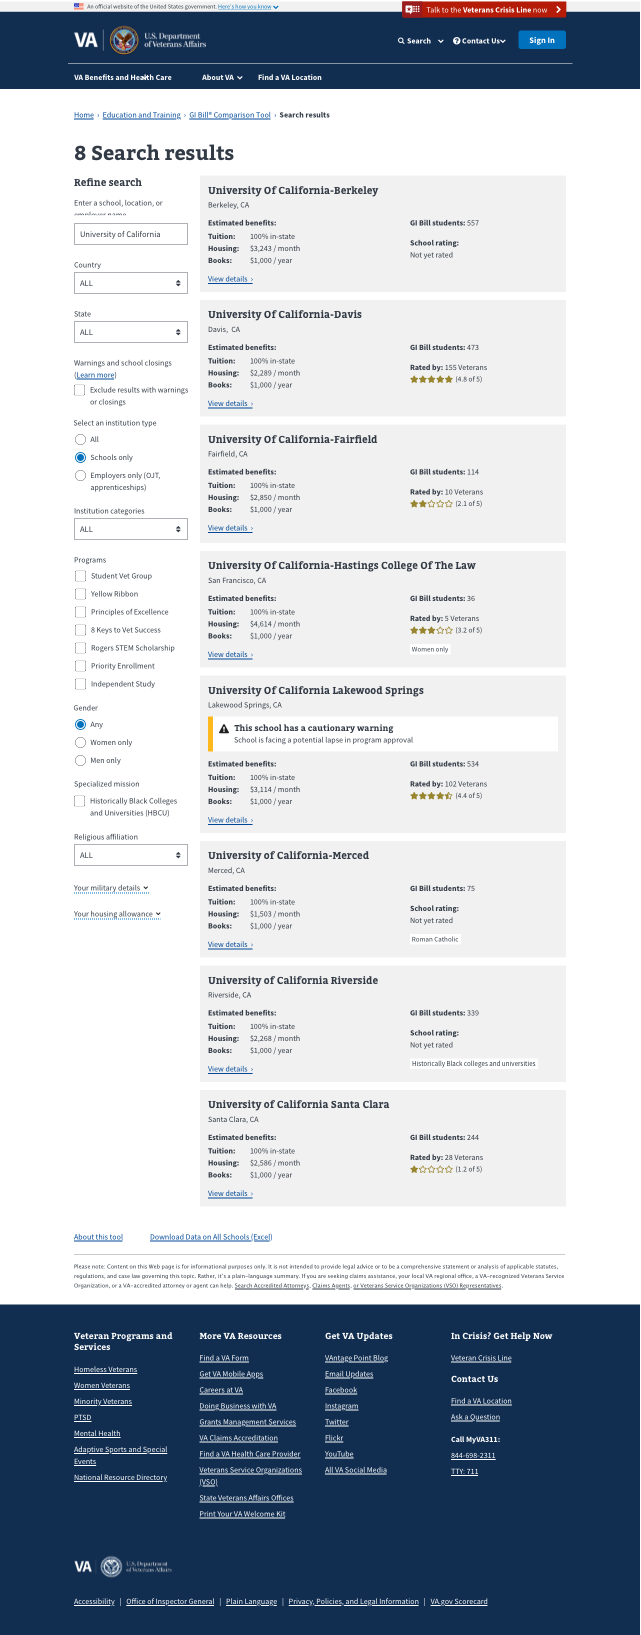 An official website of the United States government. Here's how you know
Talk to the Veterans Crisis Line now
VA
U.S. Department of Veterans Affairs
Search
Contact Us
Sign In
VA Benefits and Health Care
About VA
Find a VA Location
Home › Education and Training › GI Bill® Comparison Tool › Search results
8 Search results
Refine search
Enter a school, location, or
employer name
University of California
Country
ALL
State
ALL
Warnings and school closings
(Learn more)
Exclude results with warnings
or closings
Select an institution type
All
Schools only
Employers only (OJT,
apprenticeships)
Institution categories
ALL
Programs
Student Vet Group
Yellow Ribbon
Principles of Excellence
8 Keys to Vet Success
Rogers STEM Scholarship
Priority Enrollment
Independent Study
Gender
Any
Women only
Men only
Specialized mission
Historically Black Colleges
and Universities (HBCU)
Religious affiliation
ALL
Your military details
Your housing allowance
University Of California-Berkeley
Berkeley, CA
Estimated benefits:
Tuition: 100% in-state
Housing: $3,243 / month
Books: $1,000 / year
GI Bill students: 557
School rating:
Not yet rated
View details ›
University Of California-Davis
Davis, CA
Estimated benefits:
Tuition: 100% in-state
Housing: $2,289 / month
Books: $1,000 / year
GI Bill students: 473
Rated by: 155 Veterans
(4.8 of 5)
View details ›
University Of California-Fairfield
Fairfield, CA
Estimated benefits:
Tuition: 100% in-state
Housing: $2,850 / month
Books: $1,000 / year
GI Bill students: 114
Rated by: 10 Veterans
(2.1 of 5)
View details ›
University Of California-Hastings College Of The Law
San Francisco, CA
Estimated benefits:
Tuition: 100% in-state
Housing: $4,614 / month
Books: $1,000 / year
GI Bill students: 36
Rated by: 5 Veterans
(3.2 of 5)
Women only
View details ›
University Of California Lakewood Springs
Lakewood Springs, CA
This school has a cautionary warning
School is facing a potential lapse in program approval
Estimated benefits:
Tuition: 100% in-state
Housing: $3,114 / month
Books: $1,000 / year
GI Bill students: 534
Rated by: 102 Veterans
(4.4 of 5)
View details ›
University of California-Merced
Merced, CA
Estimated benefits:
Tuition: 100% in-state
Housing: $1,503 / month
Books: $1,000 / year
GI Bill students: 75
School rating:
Not yet rated
Roman Catholic
View details ›
University of California Riverside
Riverside, CA
Estimated benefits:
Tuition: 100% in-state
Housing: $2,268 / month
Books: $1,000 / year
GI Bill students: 339
School rating:
Not yet rated
Historically Black colleges and universities
View details ›
University of California Santa Clara
Santa Clara, CA
Estimated benefits:
Tuition: 100% in-state
Housing: $2,586 / month
Books: $1,000 / year
GI Bill students: 244
Rated by: 28 Veterans
(1.2 of 5)
View details ›
About this tool
Download Data on All Schools (Excel)
Please note: Content on this Web page is for informational purposes only. It is not intended to provide legal advice or to be a comprehensive statement or analysis of applicable statutes,
regulations, and case law governing this topic. Rather, it's a plain-language summary. If you are seeking claims assistance, your local VA regional office, a VA-recognized Veterans Service
Organization, or a VA-accredited attorney or agent can help. Search Accredited Attorneys, Claims Agents, or Veterans Service Organizations (VSO) Representatives.
Veteran Programs and
Services
Homeless Veterans
Women Veterans
Minority Veterans
PTSD
Mental Health
Adaptive Sports and Special
Events
National Resource Directory
More VA Resources
Find a VA Form
Get VA Mobile Apps
Careers at VA
Doing Business with VA
Grants Management Services
VA Claims Accreditation
Find a VA Health Care Provider
Veterans Service Organizations
(VSO)
State Veterans Affairs Offices
Print Your VA Welcome Kit
Get VA Updates
VAntage Point Blog
Email Updates
Facebook
Instagram
Twitter
Flickr
YouTube
All VA Social Media
In Crisis? Get Help Now
Veteran Crisis Line
Contact Us
Find a VA Location
Ask a Question
Call MyVA311:
844-698-2311
TTY: 711
VA
U.S. Department
of Veterans Affairs
Accessibility | Office of Inspector General | Plain Language | Privacy, Policies, and Legal Information | VA.gov Scorecard